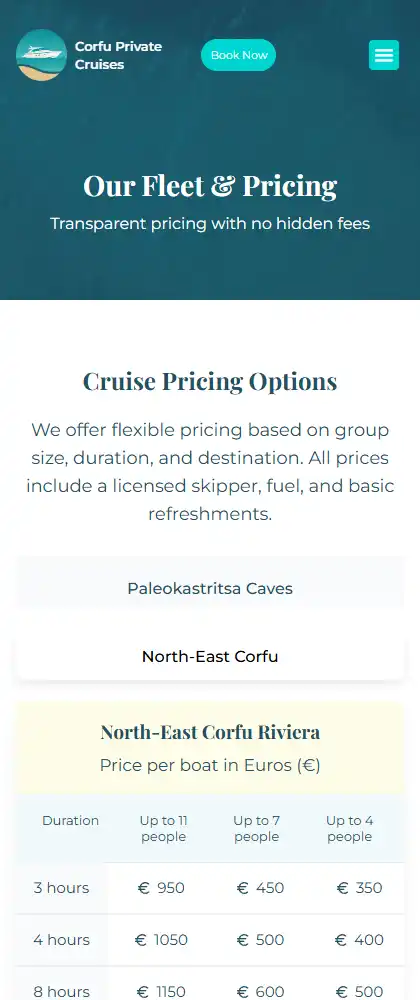 Corfu Private
Cruises
Book Now
Our Fleet & Pricing
Transparent pricing with no hidden fees
Cruise Pricing Options
We offer flexible pricing based on group
size, duration, and destination. All prices
include a licensed skipper, fuel, and basic
refreshments.
Paleokastritsa Caves
North-East Corfu
North-East Corfu Riviera
Price per boat in Euros (€)
Duration Up to 11 people Up to 7 people Up to 4 people
3 hours € 950 € 450 € 350
4 hours € 1050 € 500 € 400
8 hours € 1150 € 600 € 500